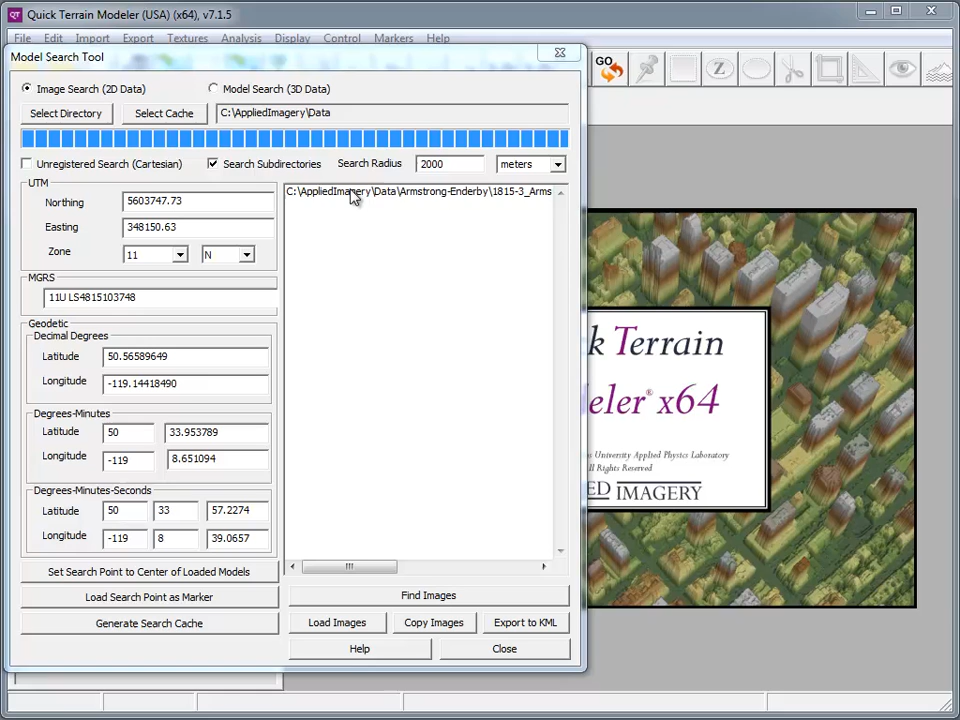 QT Quick Terrain Modeler (USA) (x64), v7.1.5
File Edit Import Export Textures Analysis Display Control Markers Help
Model Search Tool
GO
Z
Image Search (2D Data) Model Search (3D Data)
Select Directory Select Cache C:\AppliedImagery\Data
Unregistered Search (Cartesian) Search Subdirectories Search Radius 2000 meters
UTM
C:\AppliedImagery\Data\Armstrong-Enderby\1815-3_Arms
Northing 5603747.73
Easting 348150.63
Zone 11 N
MGRS
11U LS4815103748
Geodetic
Decimal Degrees
Latitude 50.56589649
Longitude -119.14418490
Degrees-Minutes
Latitude 50 33.953789
Longitude -119 8.651094
Degrees-Minutes-Seconds
Latitude 50 33 57.2274
Longitude -119 8 39.0657
Set Search Point to Center of Loaded Models
Load Search Point as Marker
Generate Search Cache
Find Images
Load Images Copy Images Export to KML
Help Close
k Terrain
eler® x64
University Applied Physics Laboratory
ll Rights Reserved
ED IMAGERY